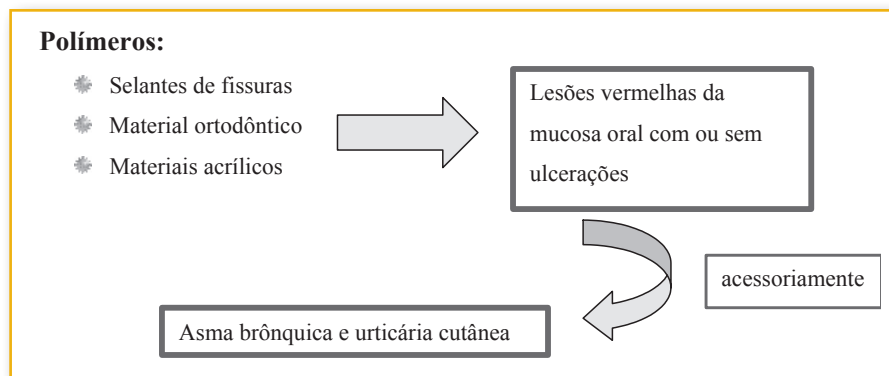 Polímeros:
Selantes de fissuras
Material ortodôntico
Materiais acrílicos
Lesões vermelhas da
mucosa oral com ou sem
ulcerações
acessoriamente
Asma brônquica e urticária cutânea